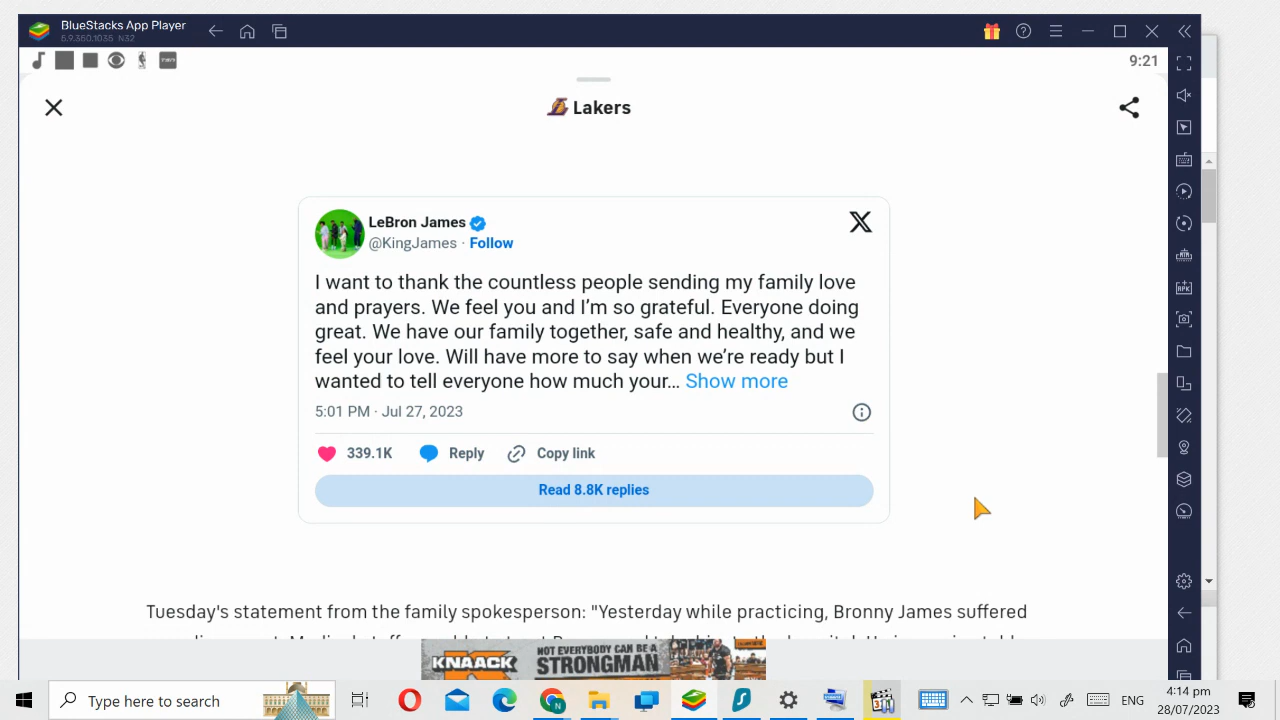 BlueStacks App Player
5.9.350.1035 N32
9:21
Lakers
LeBron James
@KingJames · Follow
I want to thank the countless people sending my family love
and prayers. We feel you and I'm so grateful. Everyone doing
great. We have our family together, safe and healthy, and we
feel your love. Will have more to say when we're ready but I
wanted to tell everyone how much your... Show more
5:01 PM · Jul 27, 2023
339.1K Reply Copy link
Read 8.8K replies
Tuesday's statement from the family spokesperson: "Yesterday while practicing, Bronny James suffered
KNAACK
NOT EVERYBODY CAN BE A
STRONGMAN
Type here to search
ENG
4:14 pm
28/07/2023